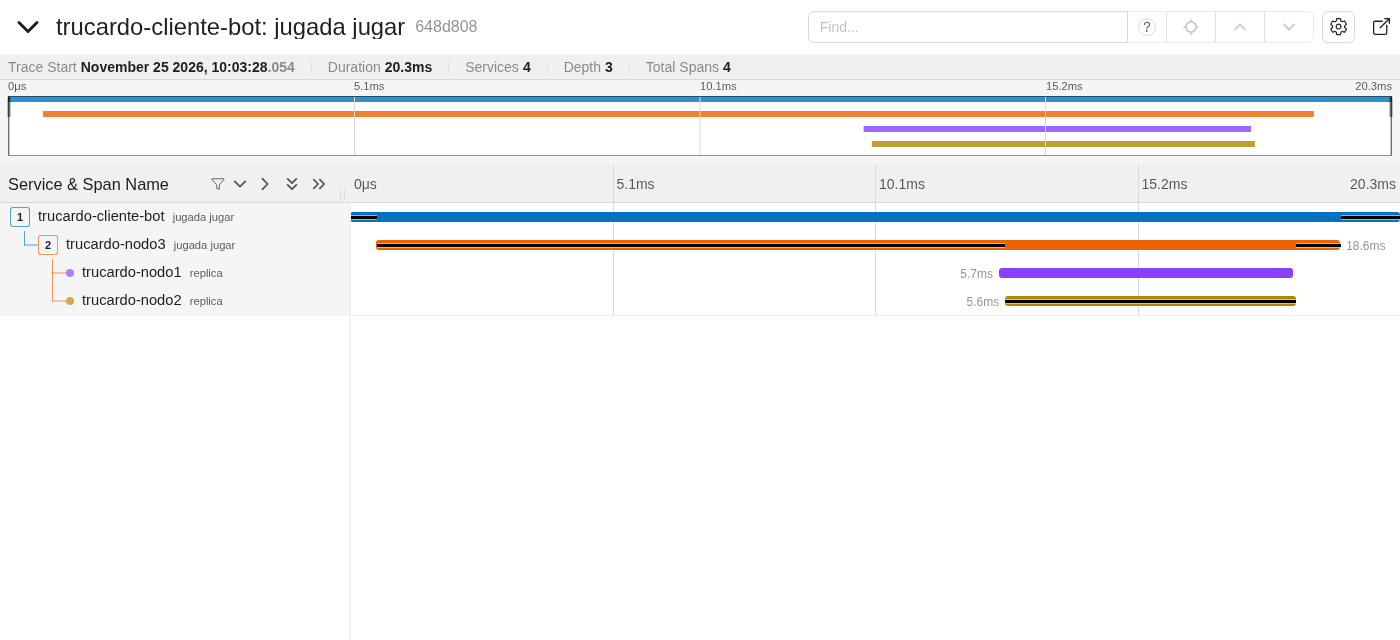 trucardo-cliente-bot: jugada jugar 648d808
Find...
?
Trace Start November 25 2026, 10:03:28.054 Duration 20.3ms Services 4 Depth 3 Total Spans 4
0μs 5.1ms 10.1ms 15.2ms 20.3ms
Service & Span Name 0μs 5.1ms 10.1ms 15.2ms 20.3ms
1 trucardo-cliente-bot jugada jugar
2 trucardo-nodo3 jugada jugar 18.6ms
trucardo-nodo1 replica 5.7ms
trucardo-nodo2 replica 5.6ms